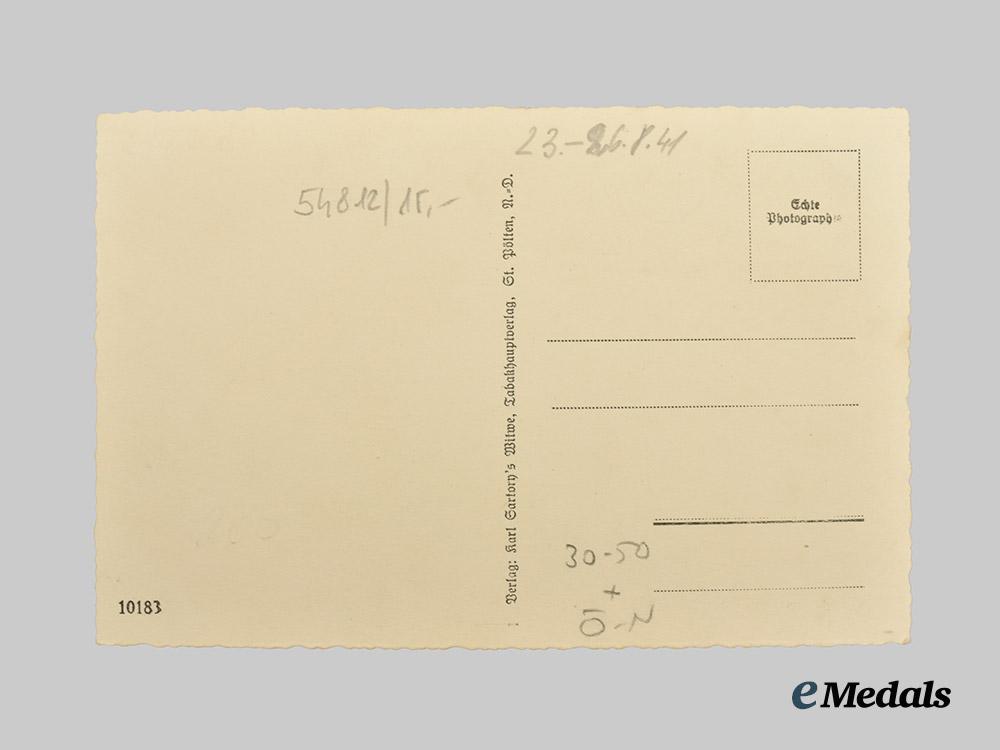 23.-26.8.41
54812/15,-
Echte
Photographie
Verlag: Karl Sartory's Witwe, Tabakhauptverlag, St. Pölten, N.-D.
30-50
+
Ö-N
10183
eMedals